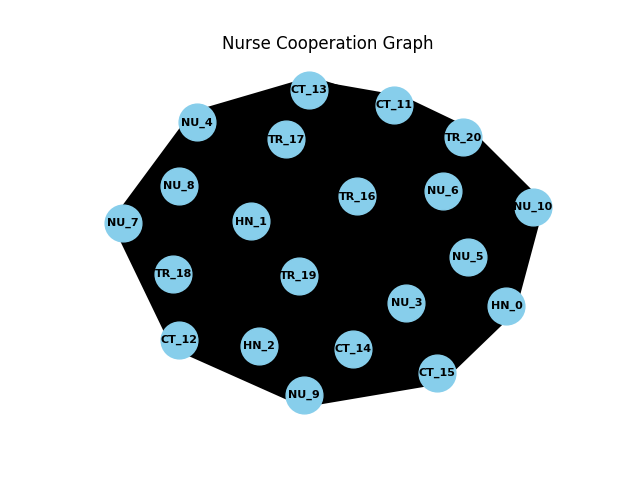 Nurse Cooperation Graph
CT_13
CT_11
NU_4
TR_17
TR_20
NU_8
NU_6
TR_16
NU_10
HN_1
NU_7
NU_5
TR_18
TR_19
NU_3
HN_0
CT_12
HN_2
CT_14
CT_15
NU_9